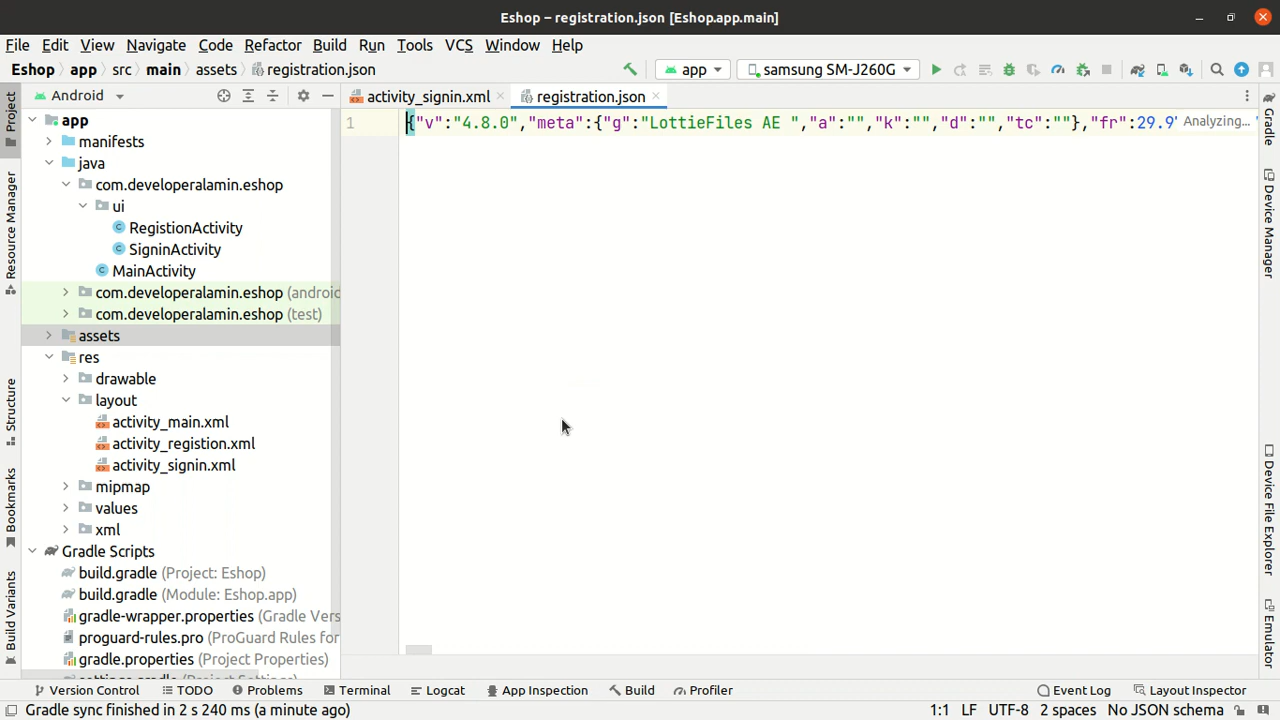 Eshop – registration.json [Eshop.app.main]
File Edit View Navigate Code Refactor Build Run Tools VCS Window Help
Eshop app src main assets registration.json app samsung SM-J260G
Android activity_signin.xml registration.json
1 {"v":"4.8.0","meta":{"g":"LottieFiles AE ","a":"","k":"","d":"","tc":""},"fr":29.9 Analyzing...
app
manifests
java
com.developeralamin.eshop
ui
RegistionActivity
SigninActivity
MainActivity
com.developeralamin.eshop (androi
com.developeralamin.eshop (test)
assets
res
drawable
layout
activity_main.xml
activity_registion.xml
activity_signin.xml
mipmap
values
xml
Gradle Scripts
build.gradle (Project: Eshop)
build.gradle (Module: Eshop.app)
gradle-wrapper.properties (Gradle Vers
proguard-rules.pro (ProGuard Rules for
gradle.properties (Project Properties)
Project
Resource Manager
Structure
Bookmarks
Build Variants
Gradle
Device Manager
Device File Explorer
Emulator
Version Control TODO Problems Terminal Logcat App Inspection Build Profiler Event Log Layout Inspector
Gradle sync finished in 2 s 240 ms (a minute ago) 1:1 LF UTF-8 2 spaces No JSON schema